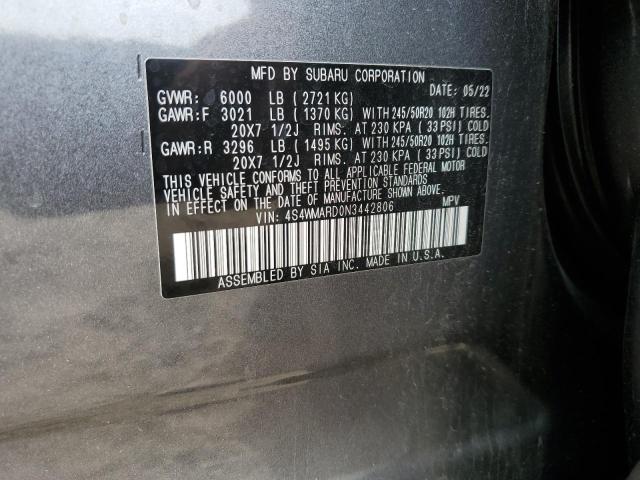 MFD BY SUBARU CORPORATION
GVWR: 6000 LB ( 2721 KG) DATE: 05/22
GAWR:F 3021 LB ( 1370 KG) WITH 245/50R20 102H TIRES.
20X7 1/2J RIMS. AT 230 KPA ( 33 PSI) COLD
GAWR:R 3296 LB ( 1495 KG) WITH 245/50R20 102H TIRES.
20X7 1/2J RIMS. AT 230 KPA ( 33 PSI) COLD
THIS VEHICLE CONFORMS TO ALL APPLICABLE FEDERAL MOTOR
VEHICLE SAFETY AND THEFT PREVENTION STANDARDS
IN EFFECT ON THE DATE OF MANUFACTURE SHOWN ABOVE.
VIN: 4S4WMARD0N3442806 MPV
ASSEMBLED BY SIA INC. MADE IN U.S.A.